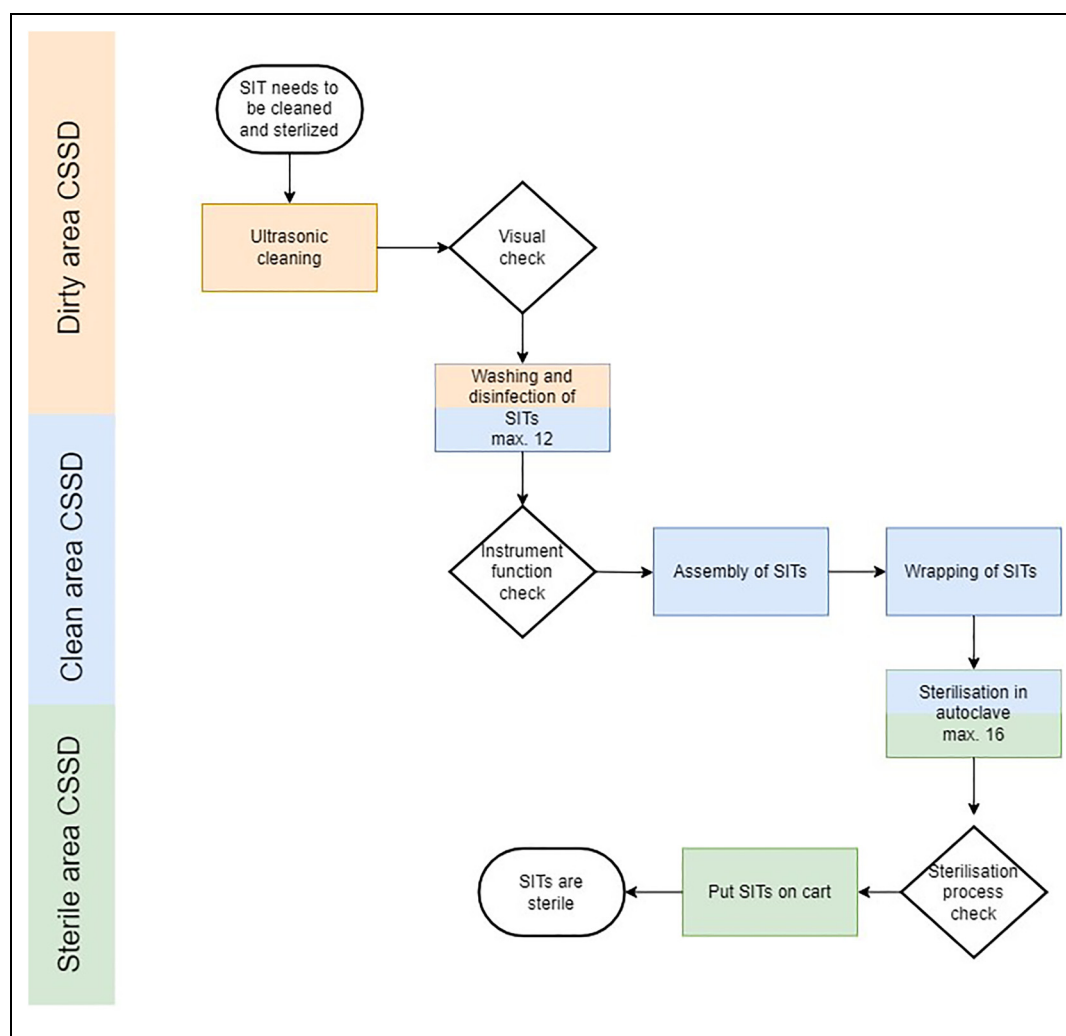 Dirty area CSSD
SIT needs to
be cleaned
and sterlized
Ultrasonic
cleaning
Visual
check
Washing and
disinfection of
SITs
max. 12
Clean area CSSD
Instrument
function
check
Assembly of SITs
Wrapping of SITs
Sterilisation in
autoclave
max. 16
Sterile area CSSD
Sterilisation
process
check
Put SITs on cart
SITs are
sterile